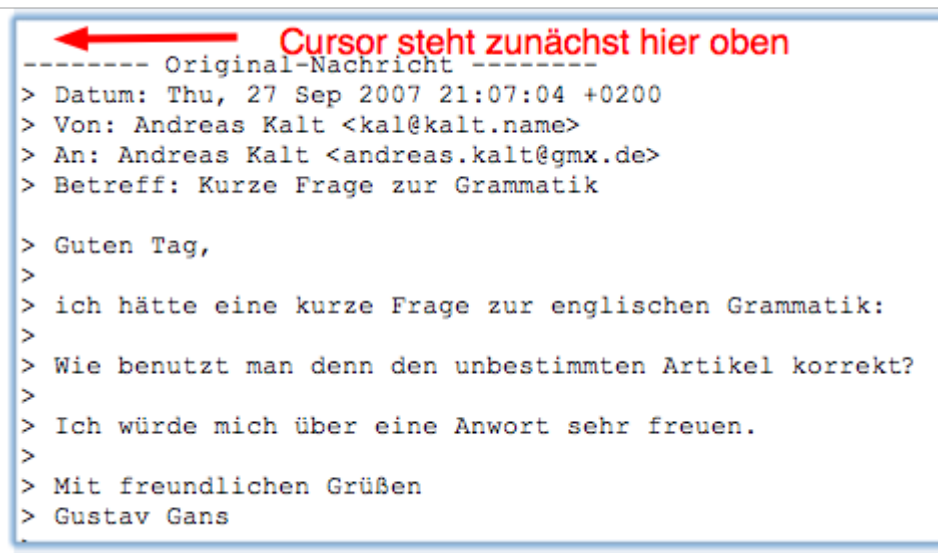 Cursor steht zunächst hier oben
-------- Original-Nachricht --------
> Datum: Thu, 27 Sep 2007 21:07:04 +0200
> Von: Andreas Kalt <kal@kalt.name>
> An: Andreas Kalt <andreas.kalt@gmx.de>
> Betreff: Kurze Frage zur Grammatik

> Guten Tag,
>
> ich hätte eine kurze Frage zur englischen Grammatik:
>
> Wie benutzt man denn den unbestimmten Artikel korrekt?
>
> Ich würde mich über eine Anwort sehr freuen.
>
> Mit freundlichen Grüßen
> Gustav Gans